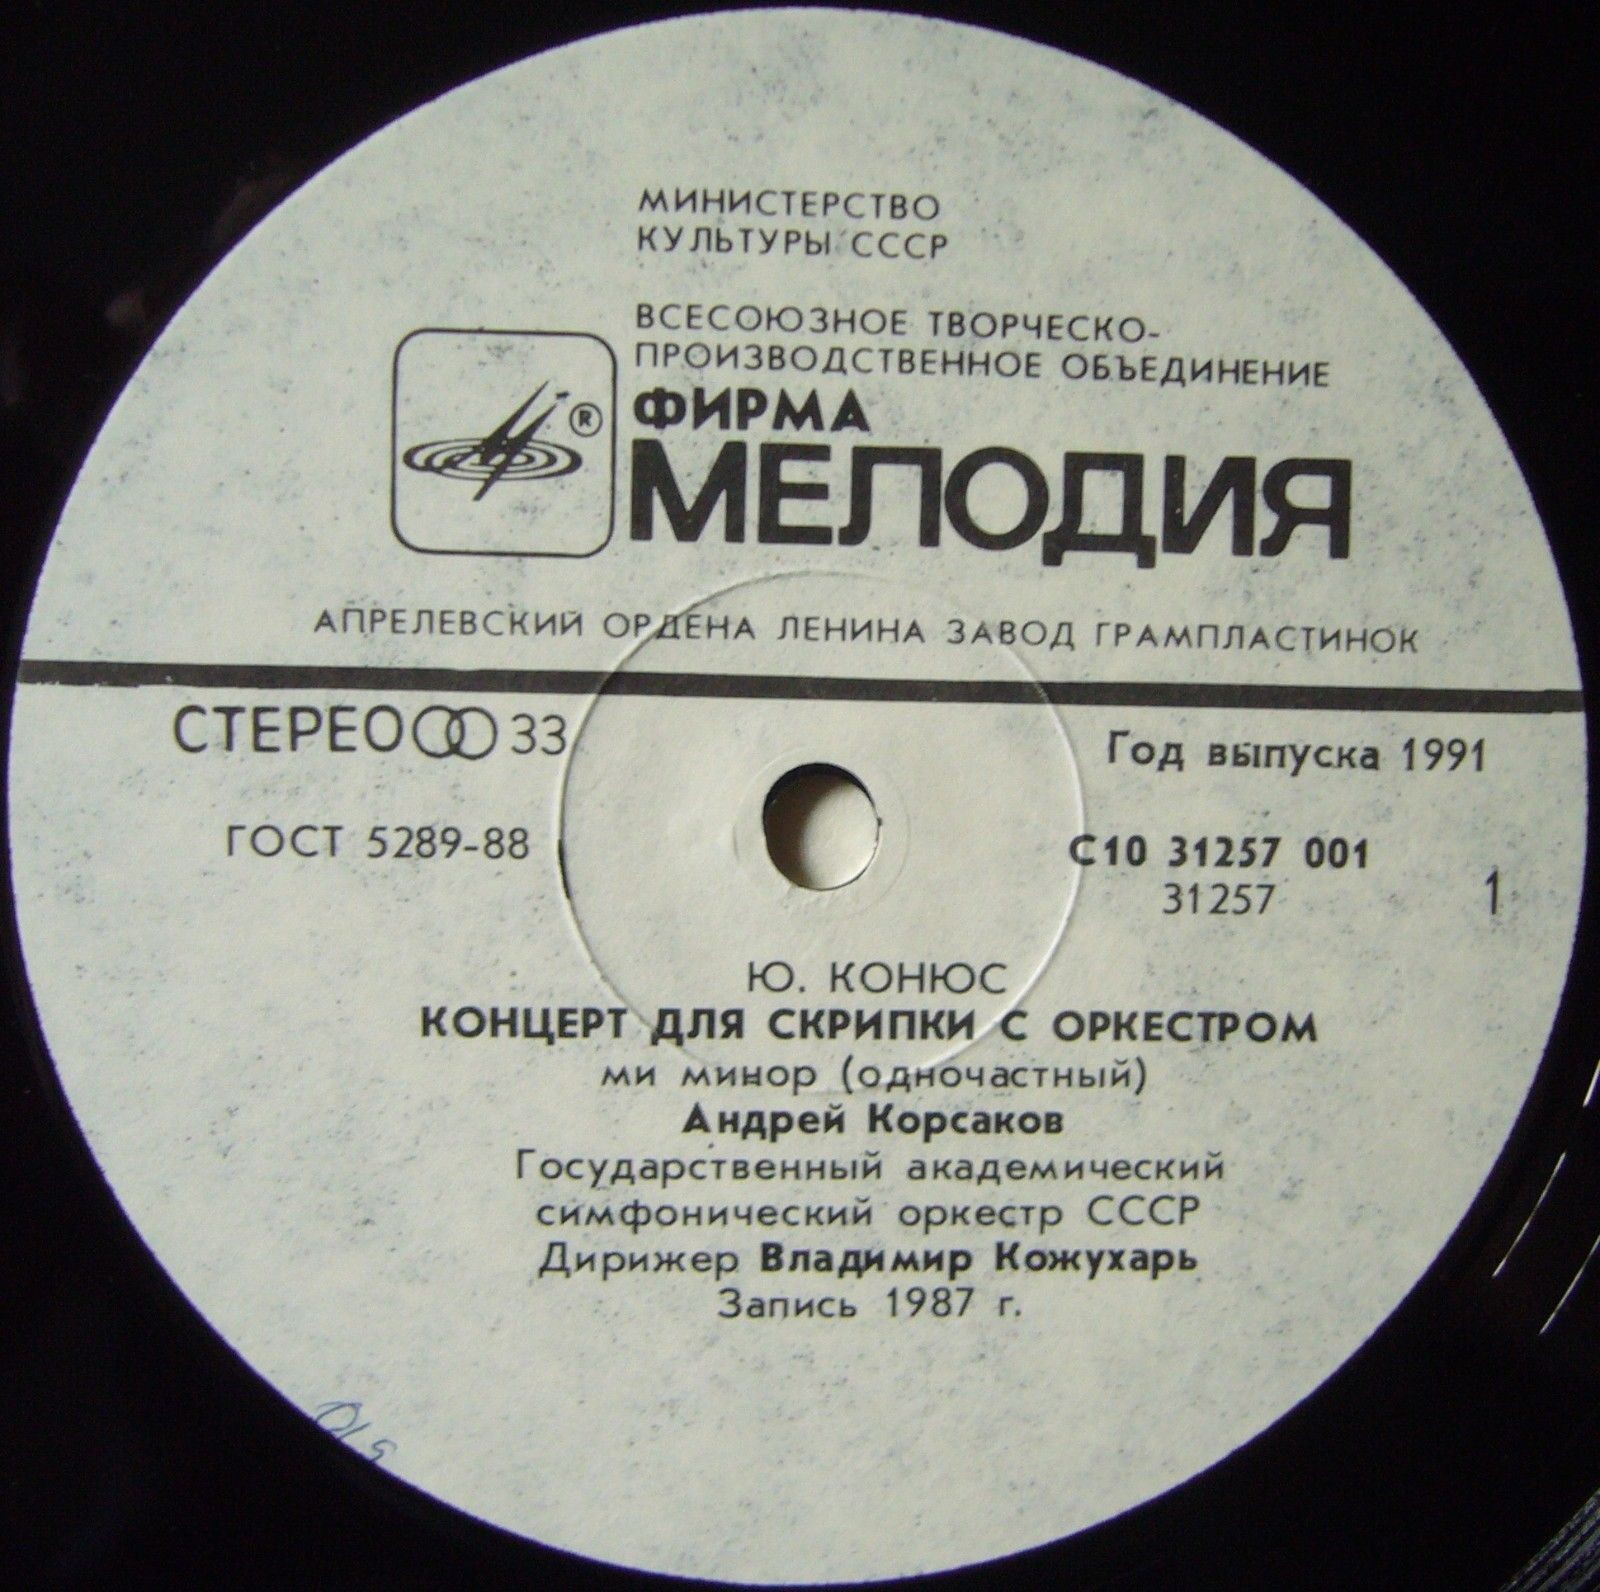 МИНИСТЕРСТВО
КУЛЬТУРЫ СССР
ВСЕСОЮЗНОЕ ТВОРЧЕСКО-
ПРОИЗВОДСТВЕННОЕ ОБЪЕДИНЕНИЕ
®
ФИРМА
МЕЛОДИЯ
АПРЕЛЕВСКИЙ ОРДЕНА ЛЕНИНА ЗАВОД ГРАМПЛАСТИНОК
СТЕРЕО 33
Год выпуска 1991
ГОСТ 5289-88
С10 31257 001
31257
1
Ю. КОНЮС
КОНЦЕРТ ДЛЯ СКРИПКИ С ОРКЕСТРОМ
ми минор (одночастный)
Андрей Корсаков
Государственный академический
симфонический оркестр СССР
Дирижер Владимир Кожухарь
Запись 1987 г.